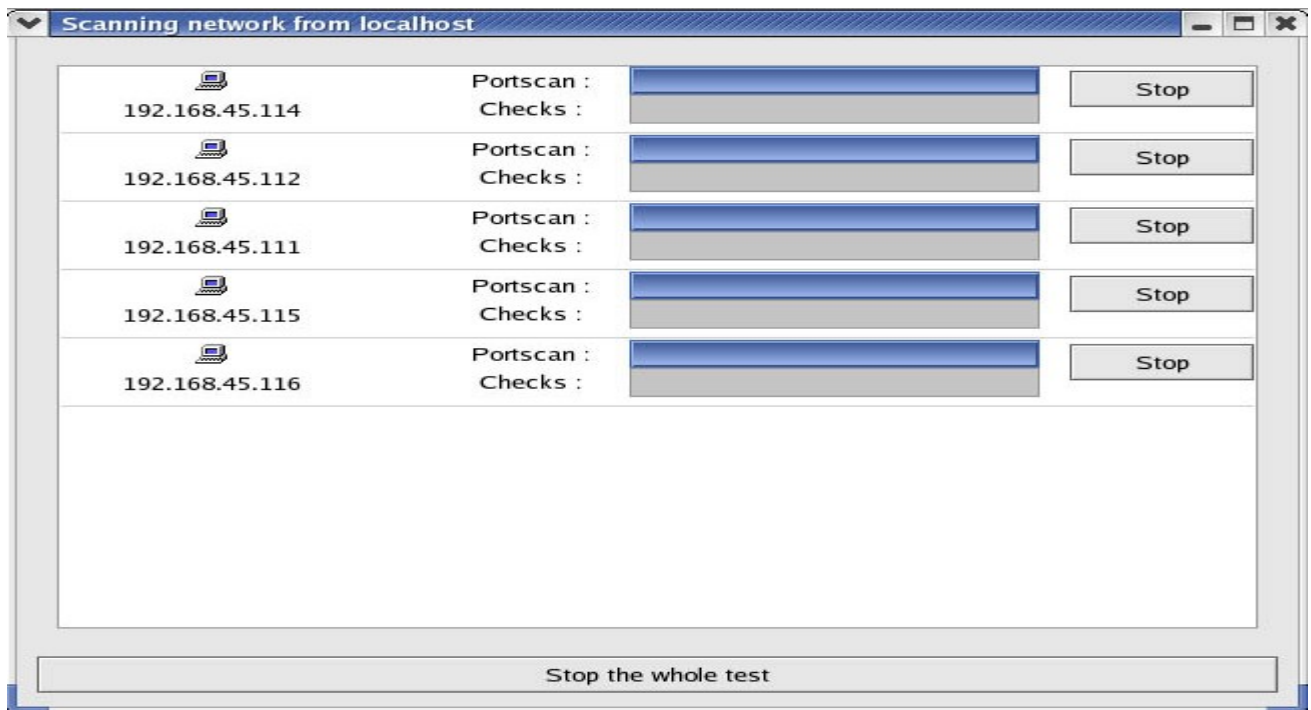 Scanning network from localhost
Portscan :
Stop
192.168.45.114
Checks :
Portscan :
Stop
192.168.45.112
Checks :
Portscan :
Stop
192.168.45.111
Checks :
Portscan :
Stop
192.168.45.115
Checks :
Portscan :
Stop
192.168.45.116
Checks :
Stop the whole test